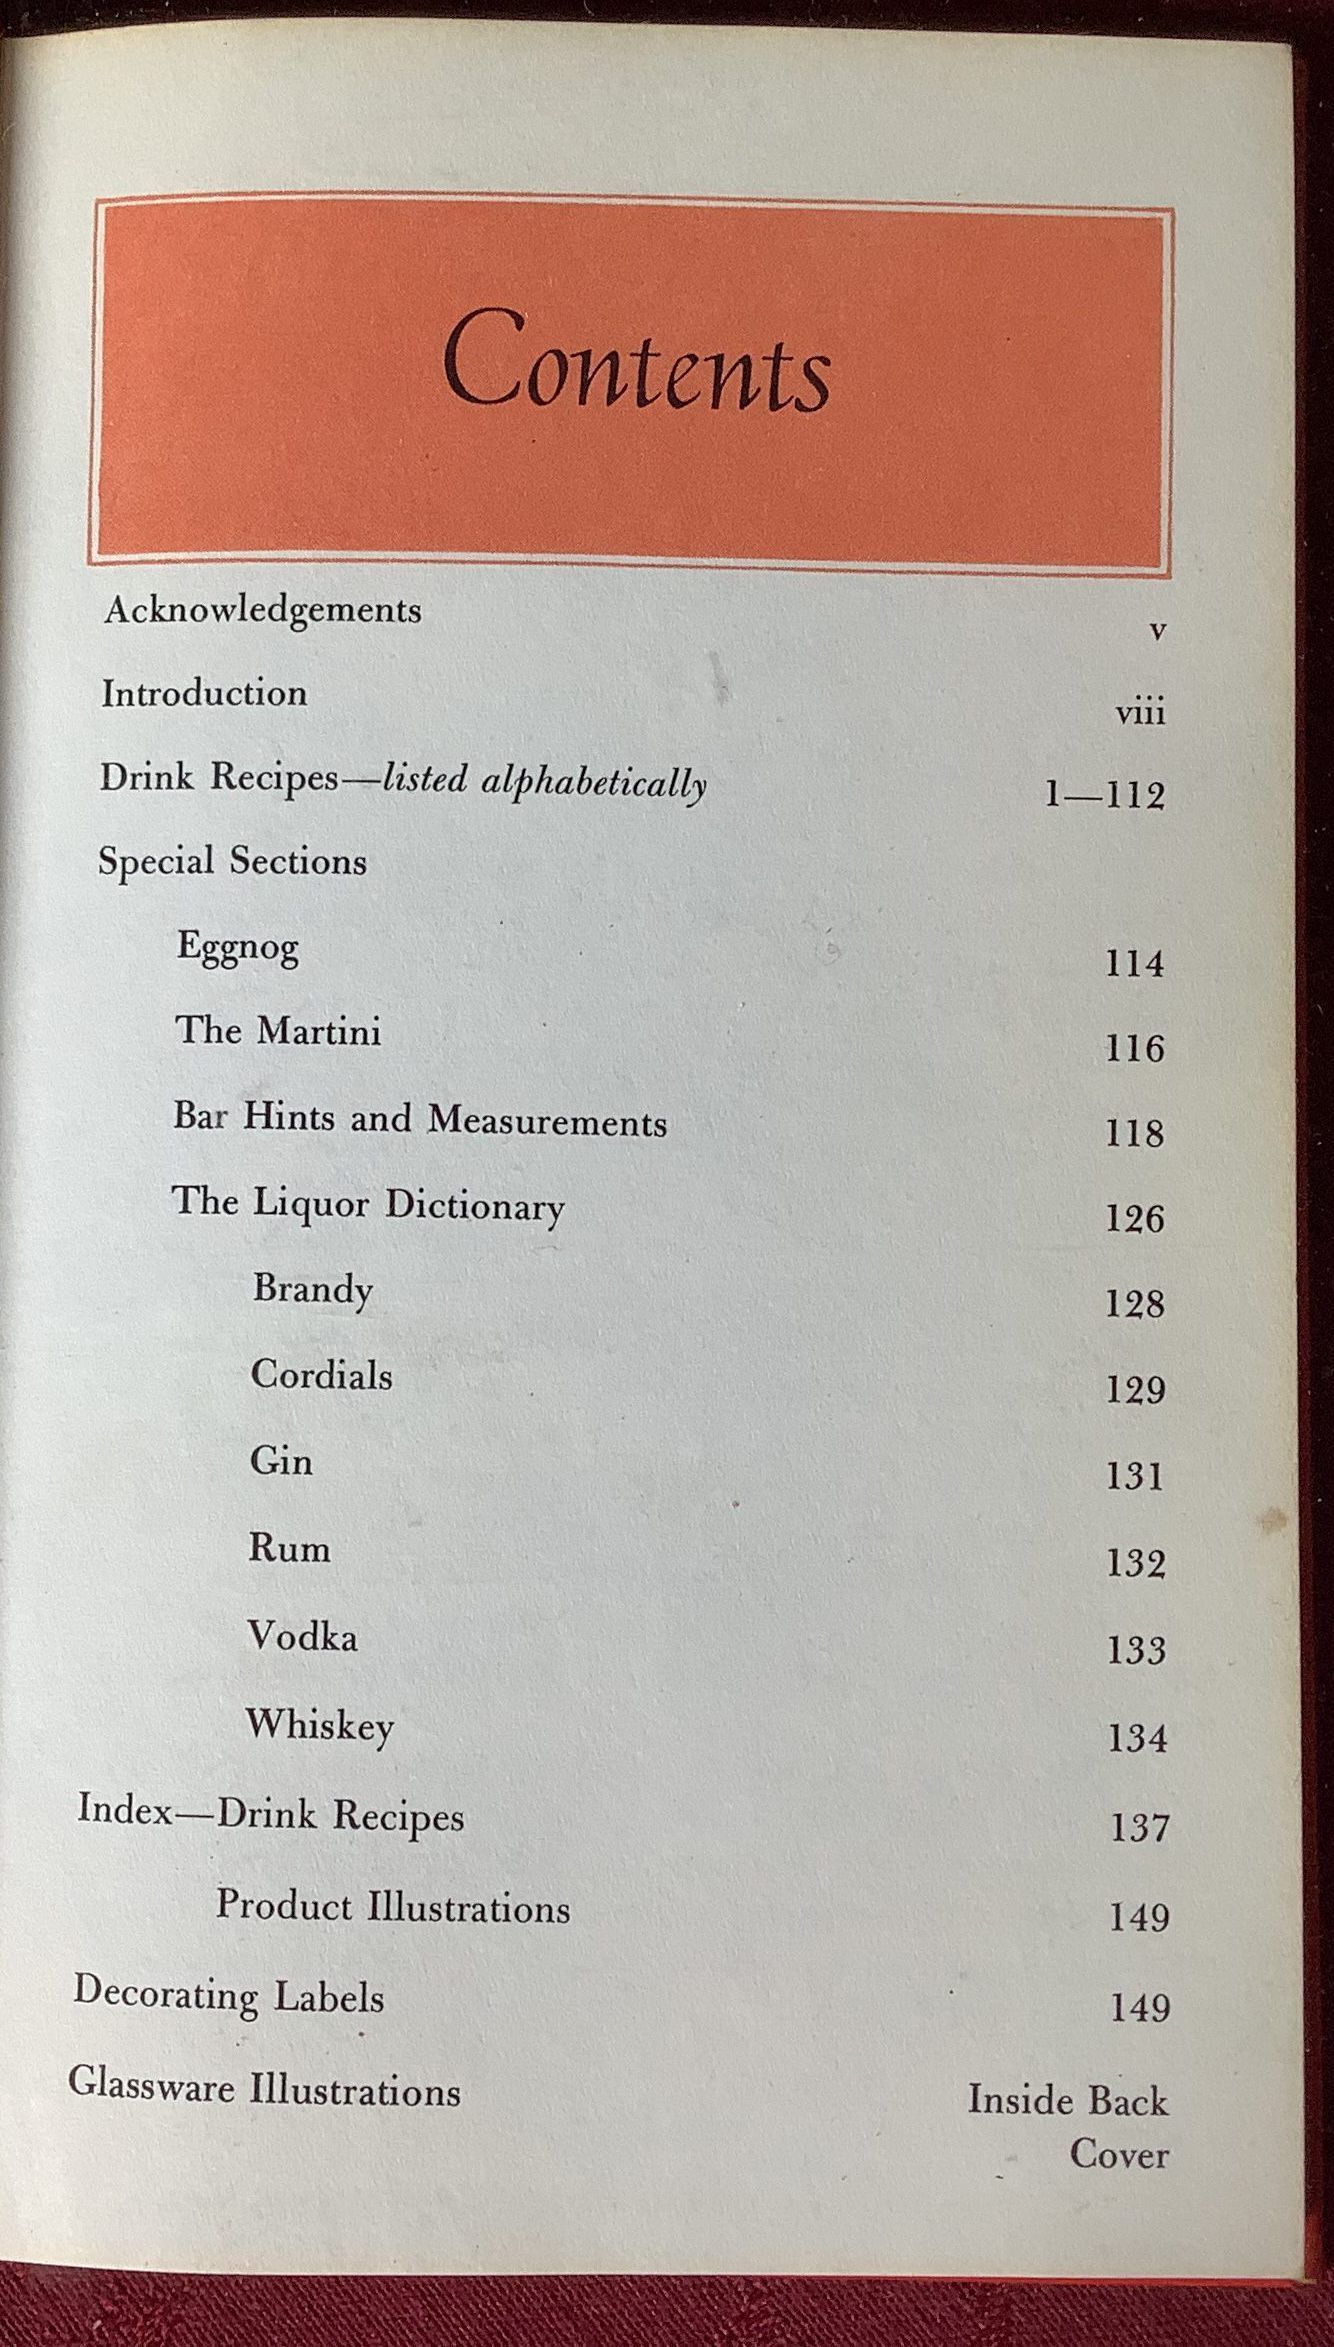 Contents
Acknowledgements v
Introduction viii
Drink Recipes—listed alphabetically 1—112
Special Sections
Eggnog 114
The Martini 116
Bar Hints and Measurements 118
The Liquor Dictionary 126
Brandy 128
Cordials 129
Gin 131
Rum 132
Vodka 133
Whiskey 134
Index—Drink Recipes 137
Product Illustrations 149
Decorating Labels 149
Glassware Illustrations Inside Back
Cover